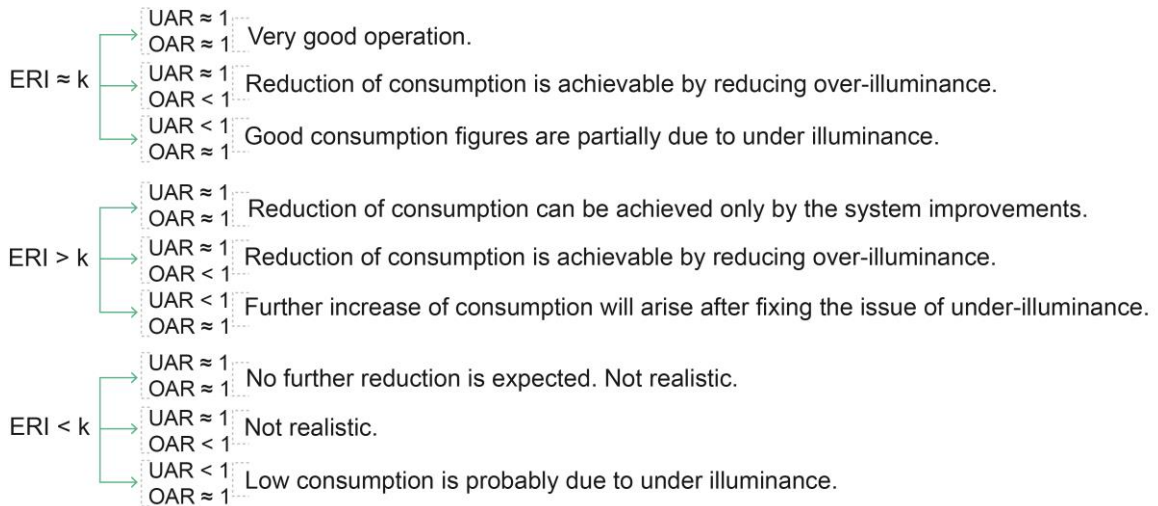 UAR ≈ 1
OAR ≈ 1
Very good operation.
ERI ≈ k
UAR ≈ 1
OAR < 1
Reduction of consumption is achievable by reducing over-illuminance.
UAR < 1
OAR ≈ 1
Good consumption figures are partially due to under illuminance.
UAR ≈ 1
OAR ≈ 1
Reduction of consumption can be achieved only by the system improvements.
ERI > k
UAR ≈ 1
OAR < 1
Reduction of consumption is achievable by reducing over-illuminance.
UAR < 1
OAR ≈ 1
Further increase of consumption will arise after fixing the issue of under-illuminance.
UAR ≈ 1
OAR ≈ 1
No further reduction is expected. Not realistic.
ERI < k
UAR ≈ 1
OAR < 1
Not realistic.
UAR < 1
OAR ≈ 1
Low consumption is probably due to under illuminance.